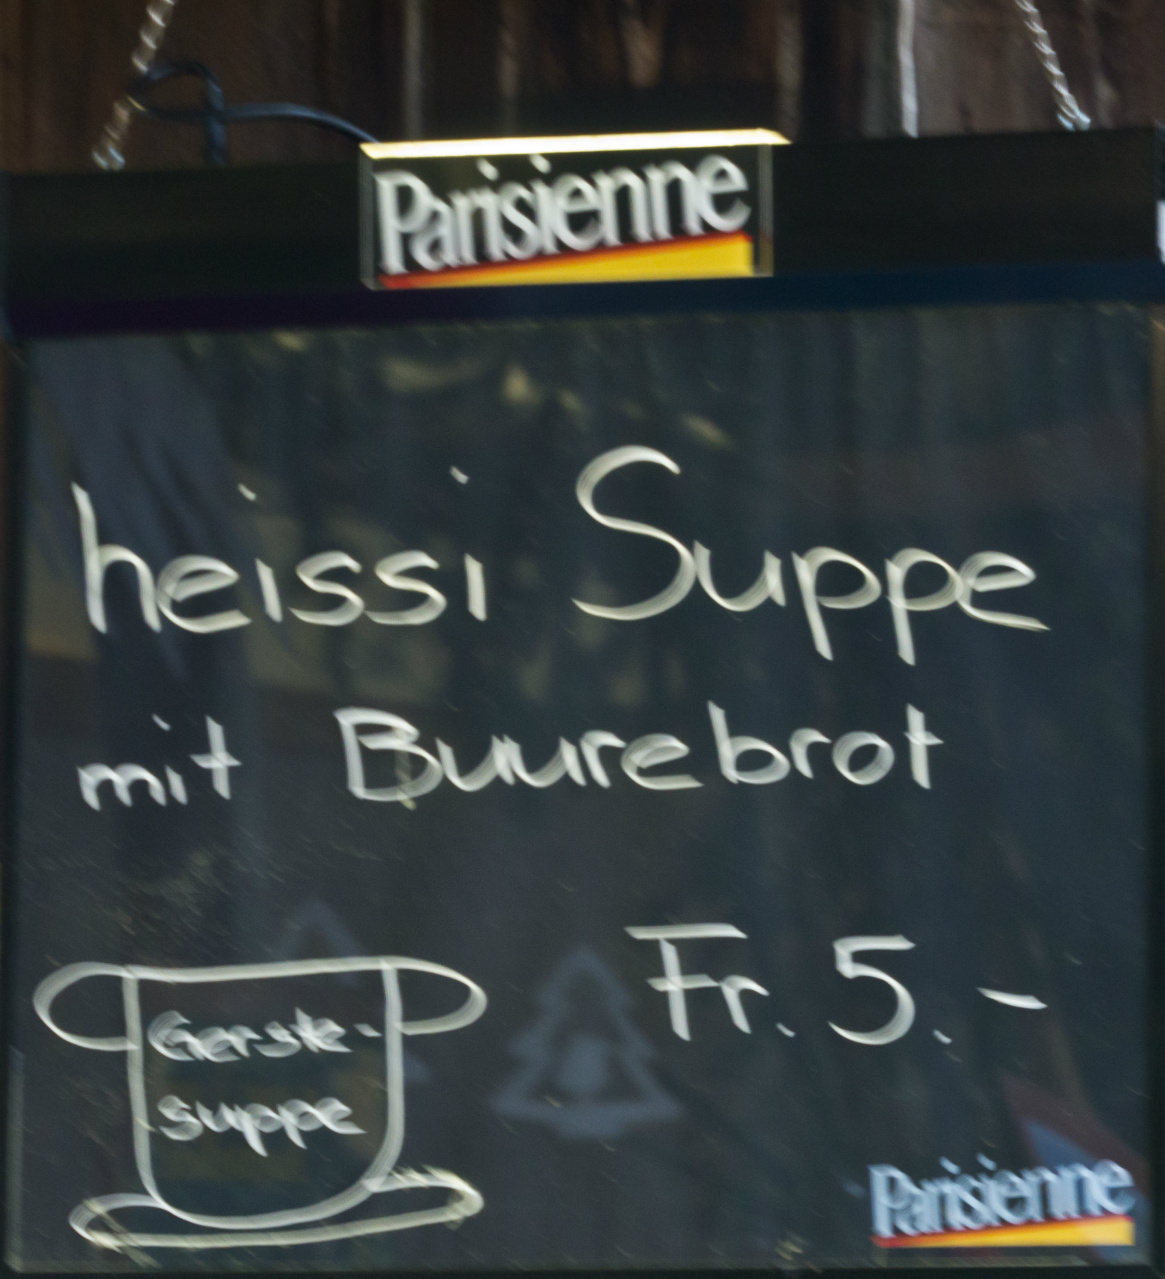 Parisienne
heissi Suppe
mit Buurebrot
Fr. 5.-
Gerste-
suppe
Parisienne